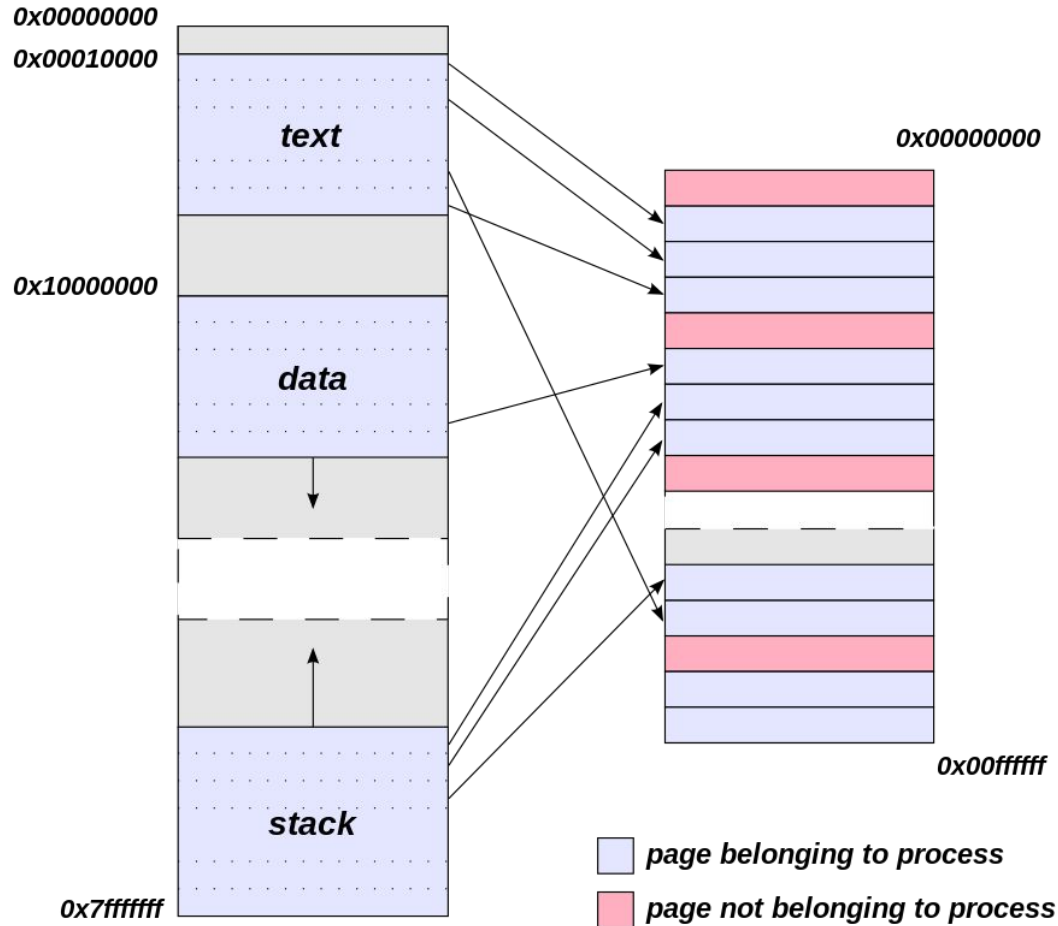 0x00000000
0x00010000
text
0x00000000
0x10000000
data
stack
0x00ffffff
page belonging to process
0x7fffffff
page not belonging to process